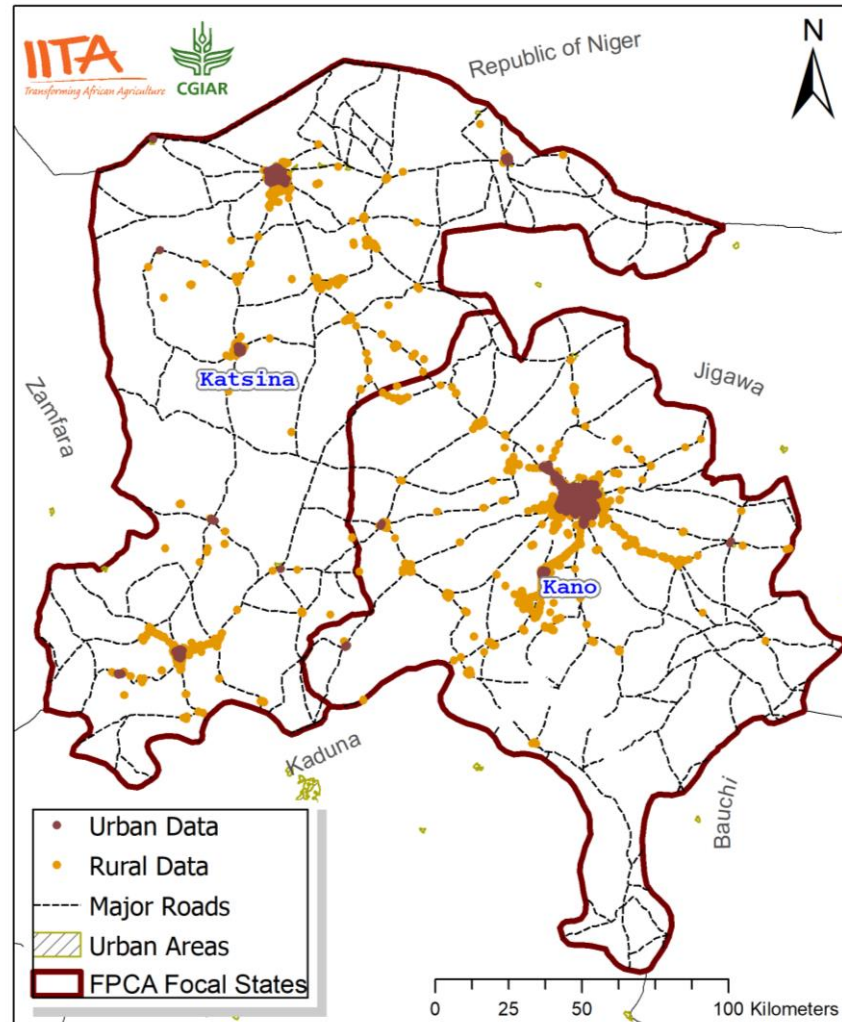 IITA
Transforming African Agriculture
CGIAR
Republic of Niger
N
Katsina
Zamfara
Jigawa
Kano
Kaduna
Bauchi
Urban Data
Rural Data
Major Roads
Urban Areas
FPCA Focal States
0 25 50 100 Kilometers